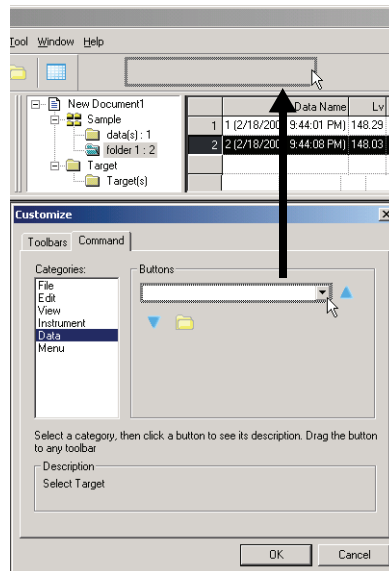 Tool Window Help
New Document1
Sample
data(s) : 1
folder 1 : 2
Target
Target(s)
Data Name Lv
1 1 (2/18/200 9:44:01 PM) 148.29
2 2 (2/18/200 9:44:08 PM) 148.03
Customize
Toolbars Command
Categories:
File
Edit
View
Instrument
Data
Menu
Buttons
Select a category, then click a button to see its description. Drag the button
to any toolbar
Description
Select Target
OK Cancel